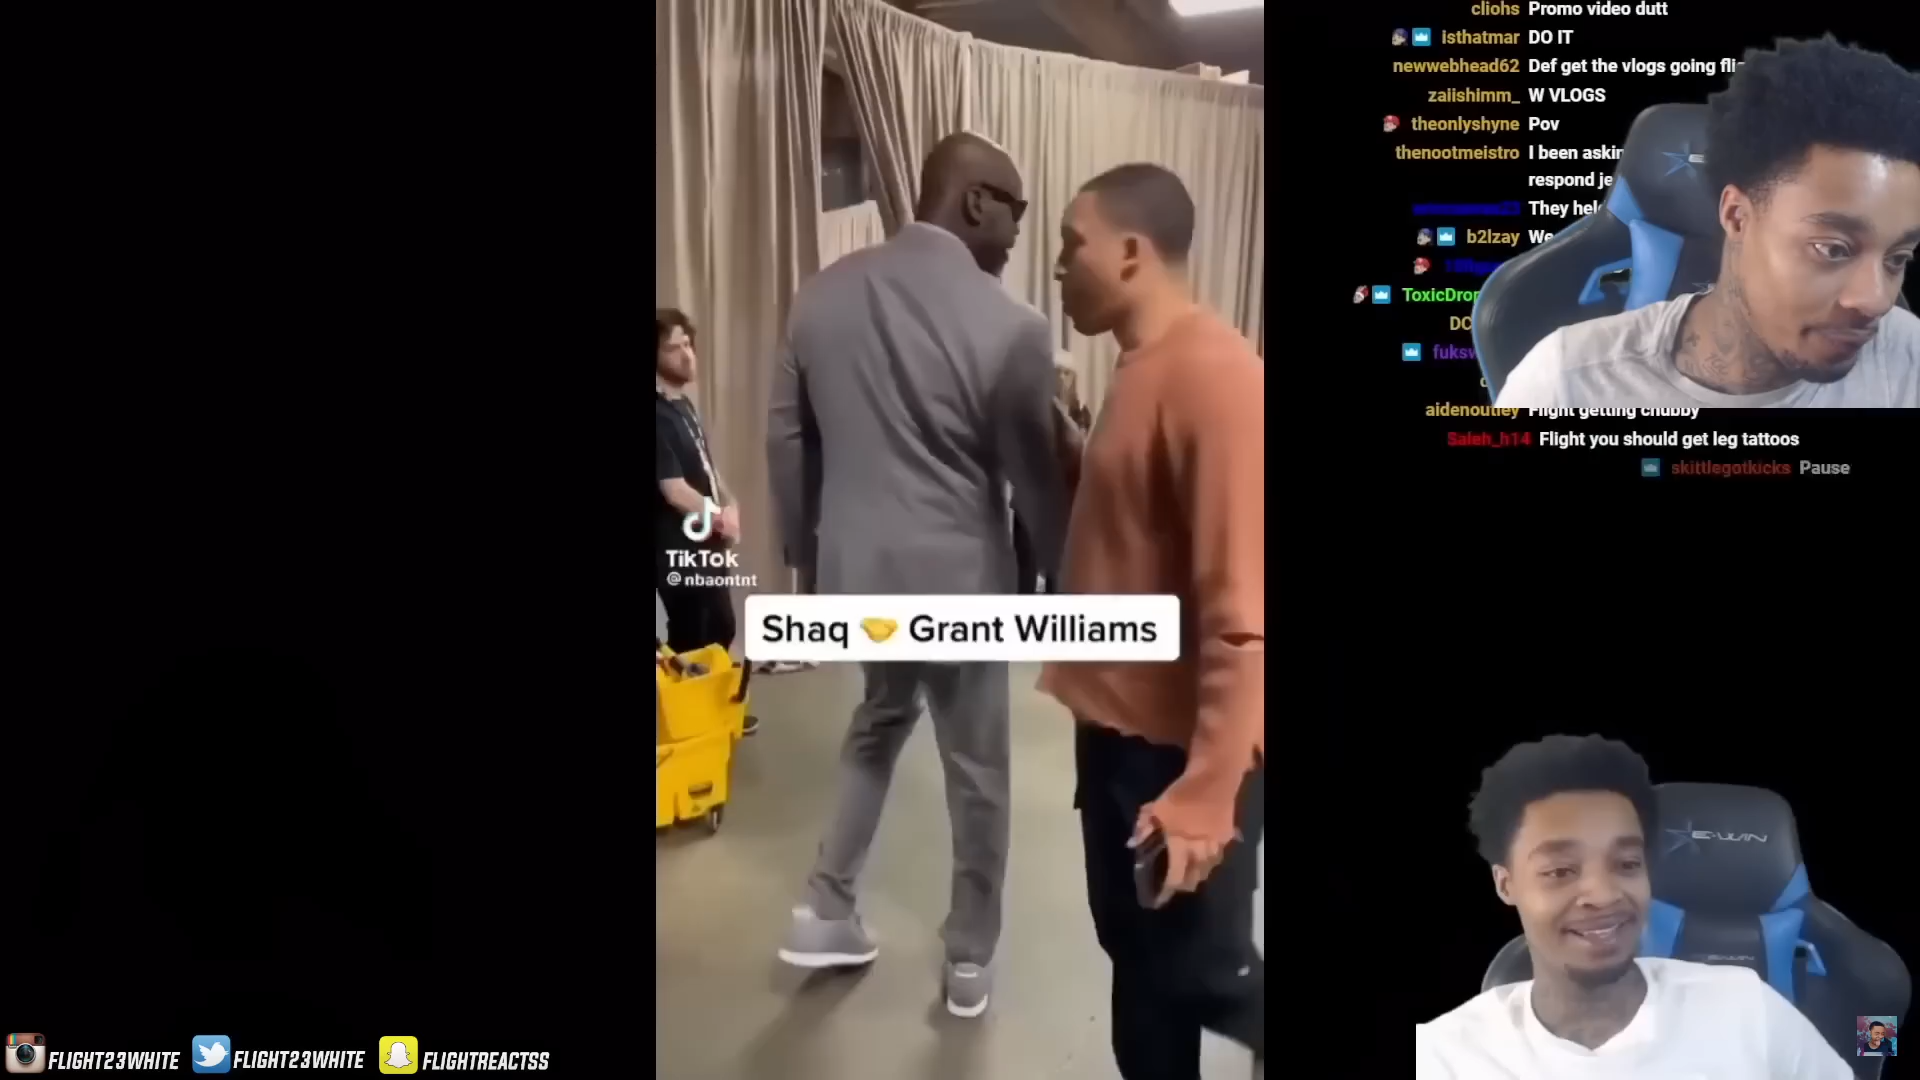 cliohs Promo video dutt
isthatmar DO IT
newwebhead62 Def get the vlogs going
zaiishimm_ W VLOGS
theonlyshyne Pov
thenootmeistro I been
respond
They
b2lzay
ToxicDrop
aidenoutley Flight getting chubby
Saleh_h14 Flight you should get leg tattoos
skittlegotkicks Pause
E-WIN
TikTok
@nbaontnt
Shaq 🤝 Grant Williams
FLIGHT23WHITE FLIGHT23WHITE FLIGHTREACTSS